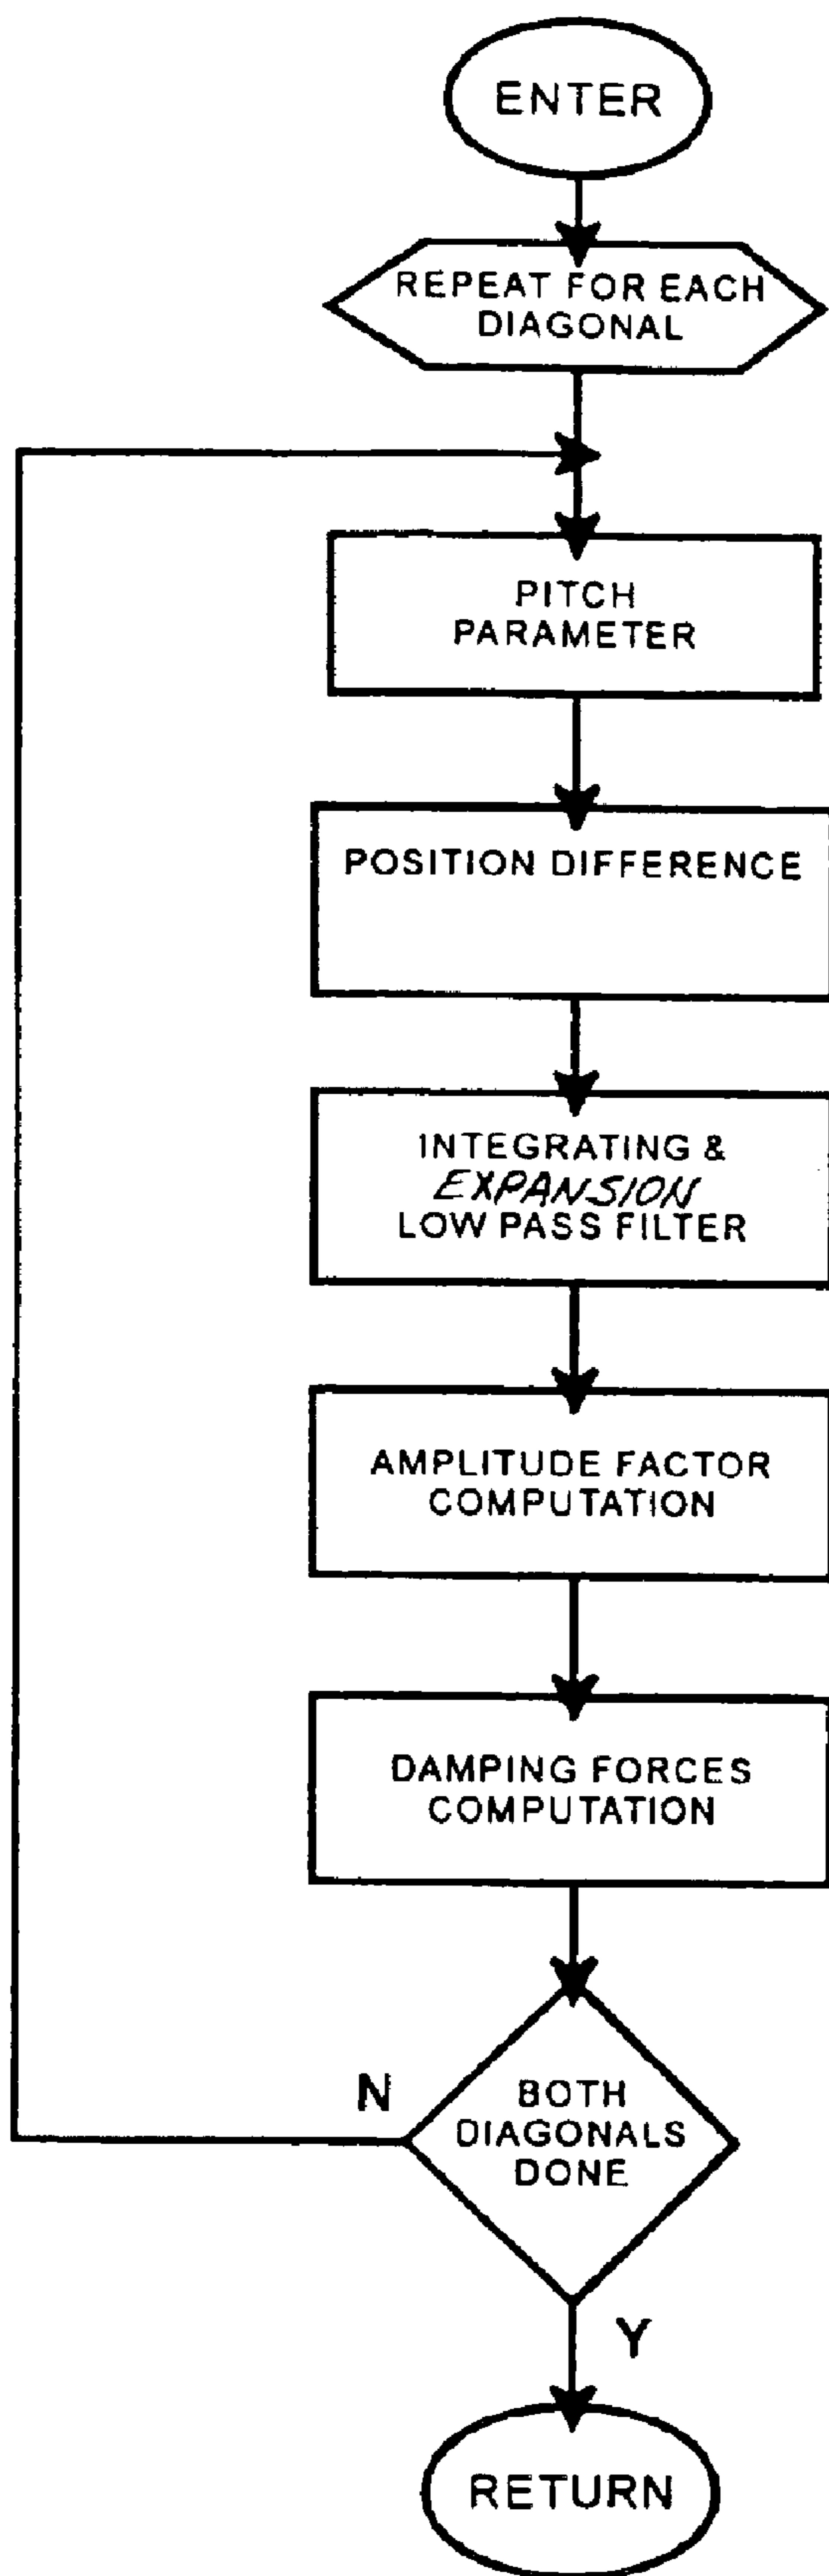 ENTER
REPEAT FOR EACH
DIAGONAL
PITCH
PARAMETER
POSITION DIFFERENCE
INTEGRATING &
EXPANSION
LOW PASS FILTER
AMPLITUDE FACTOR
COMPUTATION
DAMPING FORCES
COMPUTATION
N
BOTH
DIAGONALS
DONE
Y
RETURN